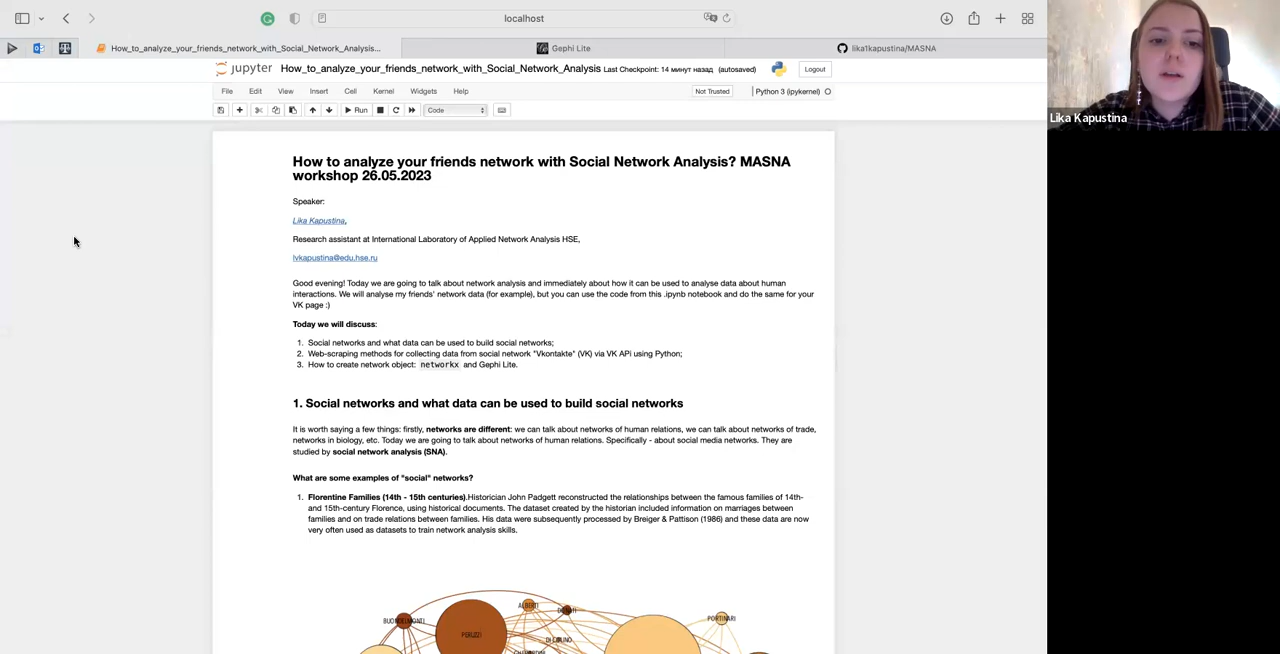 localhost
How_to_analyze_your_friends_network_with_Social_Network_Analysis...
Gephi Lite
lika1kapustina/MASNA
jupyter How_to_analyze_your_friends_network_with_Social_Network_Analysis Last Checkpoint: 14 минут назад (autosaved)
Logout
File Edit View Insert Cell Kernel Widgets Help
Not Trusted
Python 3 (ipykernel)
Run
Code
Lika Kapustina
How to analyze your friends network with Social Network Analysis? MASNA
workshop 26.05.2023
Speaker:
Lika Kapustina,
Research assistant at International Laboratory of Applied Network Analysis HSE,
lvkapustina@edu.hse.ru
Good evening! Today we are going to talk about network analysis and immediately about how it can be used to analyse data about human
interactions. We will analyse my friends' network data (for example), but you can use the code from this .ipynb notebook and do the same for your
VK page :)
Today we will discuss:
1. Social networks and what data can be used to build social networks;
2. Web-scraping methods for collecting data from social network "Vkontakte" (VK) via VK APi using Python;
3. How to create network object: networkx and Gephi Lite.
1. Social networks and what data can be used to build social networks
It is worth saying a few things: firstly, networks are different: we can talk about networks of human relations, we can talk about networks of trade,
networks in biology, etc. Today we are going to talk about networks of human relations. Specifically - about social media networks. They are
studied by social network analysis (SNA).
What are some examples of "social" networks?
1. Florentine Families (14th - 15th centuries).Historician John Padgett reconstructed the relationships between the famous families of 14th-
and 15th-century Florence, using historical documents. The dataset created by the historian included information on marriages between
families and on trade relations between families. His data were subsequently processed by Breiger & Pattison (1986) and these data are now
very often used as datasets to train network analysis skills.
ALBERTI
PORTINARI
PERUZZI